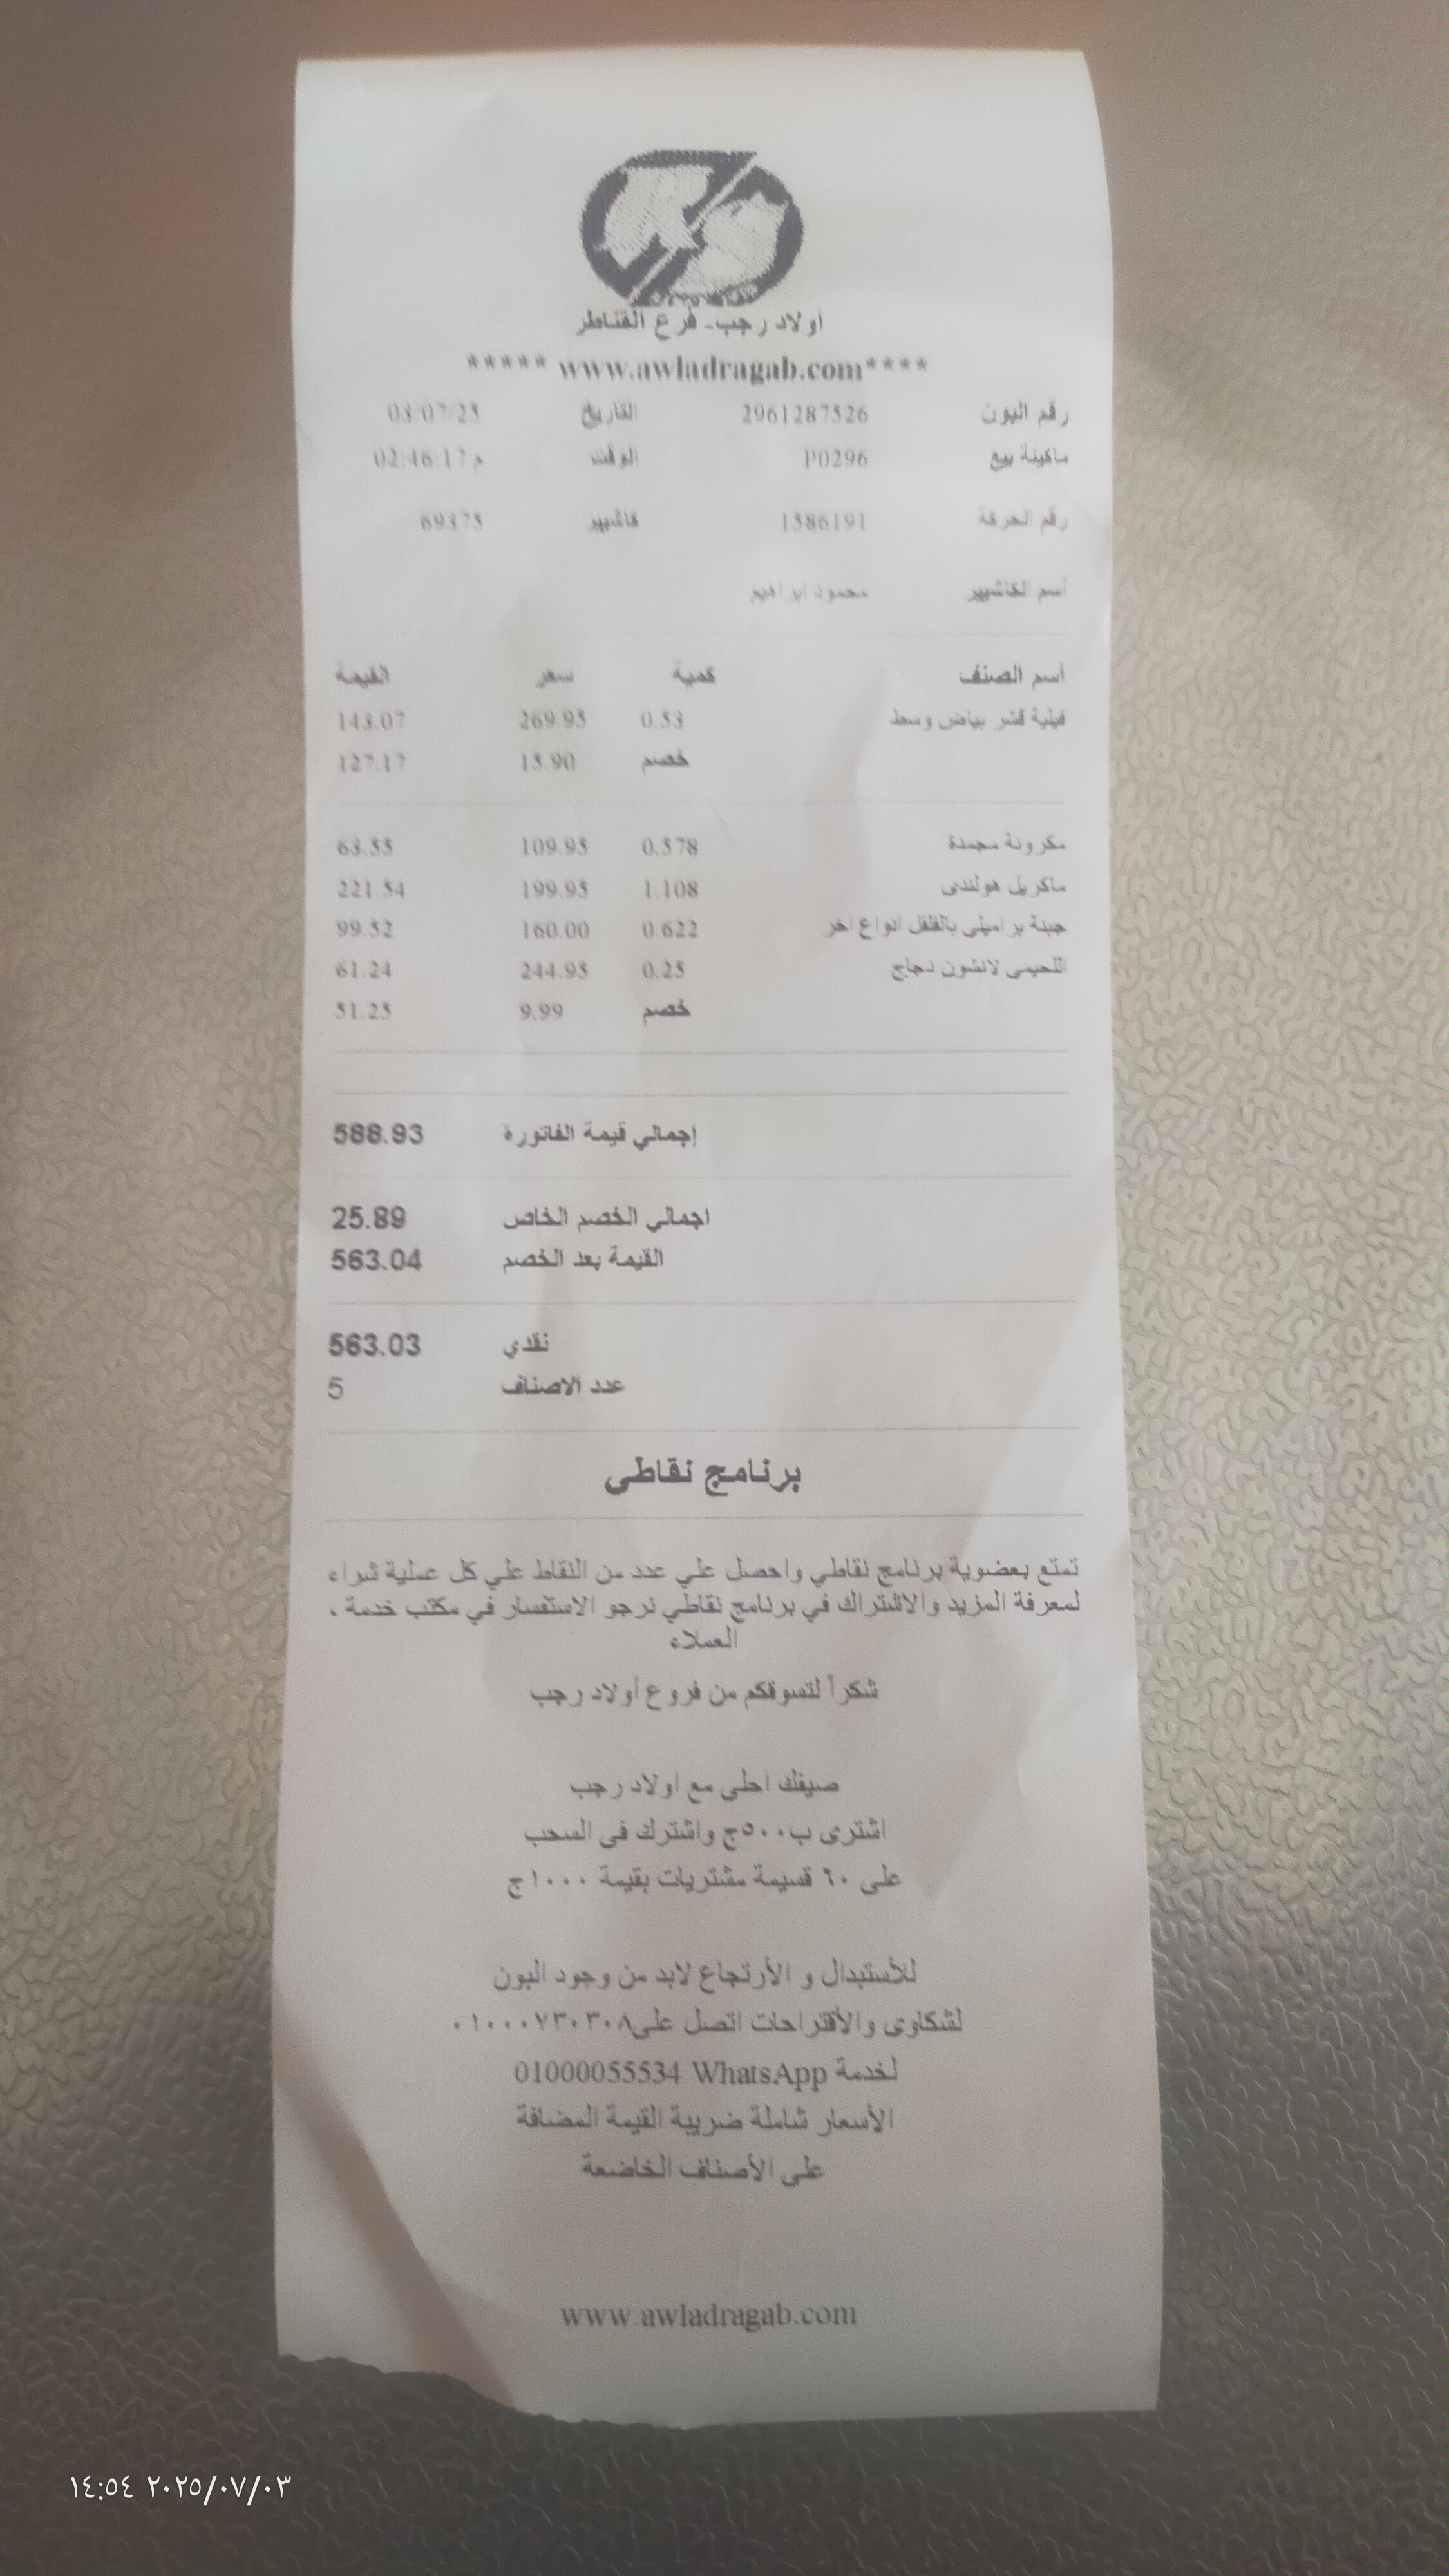 اولاد رجب- فرع القناطر
***** www.awladragab.com****
رقم البون 2961287526 التاريخ 03/07/25
ماكينة بيع P0296 الوقت 02:46:17 م
رقم الحركة 1586191 كاشيير 69375
أسم الكاشيير محمود ابراهيم
أسم الصنف كمية سعر القيمة
فيلية قشر بياض وسط 0.53 269.95 143.07
خصم 15.90 127.17
مكرونة مجمدة 0.578 109.95 63.55
ماكريل هولندى 1.108 199.95 221.54
جبنة براميلى بالفلفل انواع اخر 0.622 160.00 99.52
اللحيمى لانشون دجاج 0.25 244.95 61.24
خصم 9.99 51.25
إجمالي قيمة الفاتورة 588.93
اجمالي الخصم الخاص 25.89
القيمة بعد الخصم 563.04
نقدي 563.03
عدد الاصناف 5
برنامج نقاطى
تمتع بعضوية برنامج نقاطي واحصل علي عدد من النقاط علي كل عملية شراء
لمعرفة المزيد والاشتراك في برنامج نقاطي نرجو الاستفسار في مكتب خدمة .
العملاء
شكراً لتسوقكم من فروع أولاد رجب
صيفك احلى مع اولاد رجب
اشترى ب٥٠٠ج واشترك فى السحب
على ٦٠ قسيمة مشتريات بقيمة ١٠٠٠ج
للأستبدال و الأرتجاع لابد من وجود البون
لشكاوى والأقتراحات اتصل على٠١٠٠٠٧٣٠٣٠٨
لخدمة WhatsApp 01000055534
الأسعار شاملة ضريبة القيمة المضافة
على الأصناف الخاضعة
www.awladragab.com
٢٠٢٥/٠٧/٠٣ ١٤:٥٤